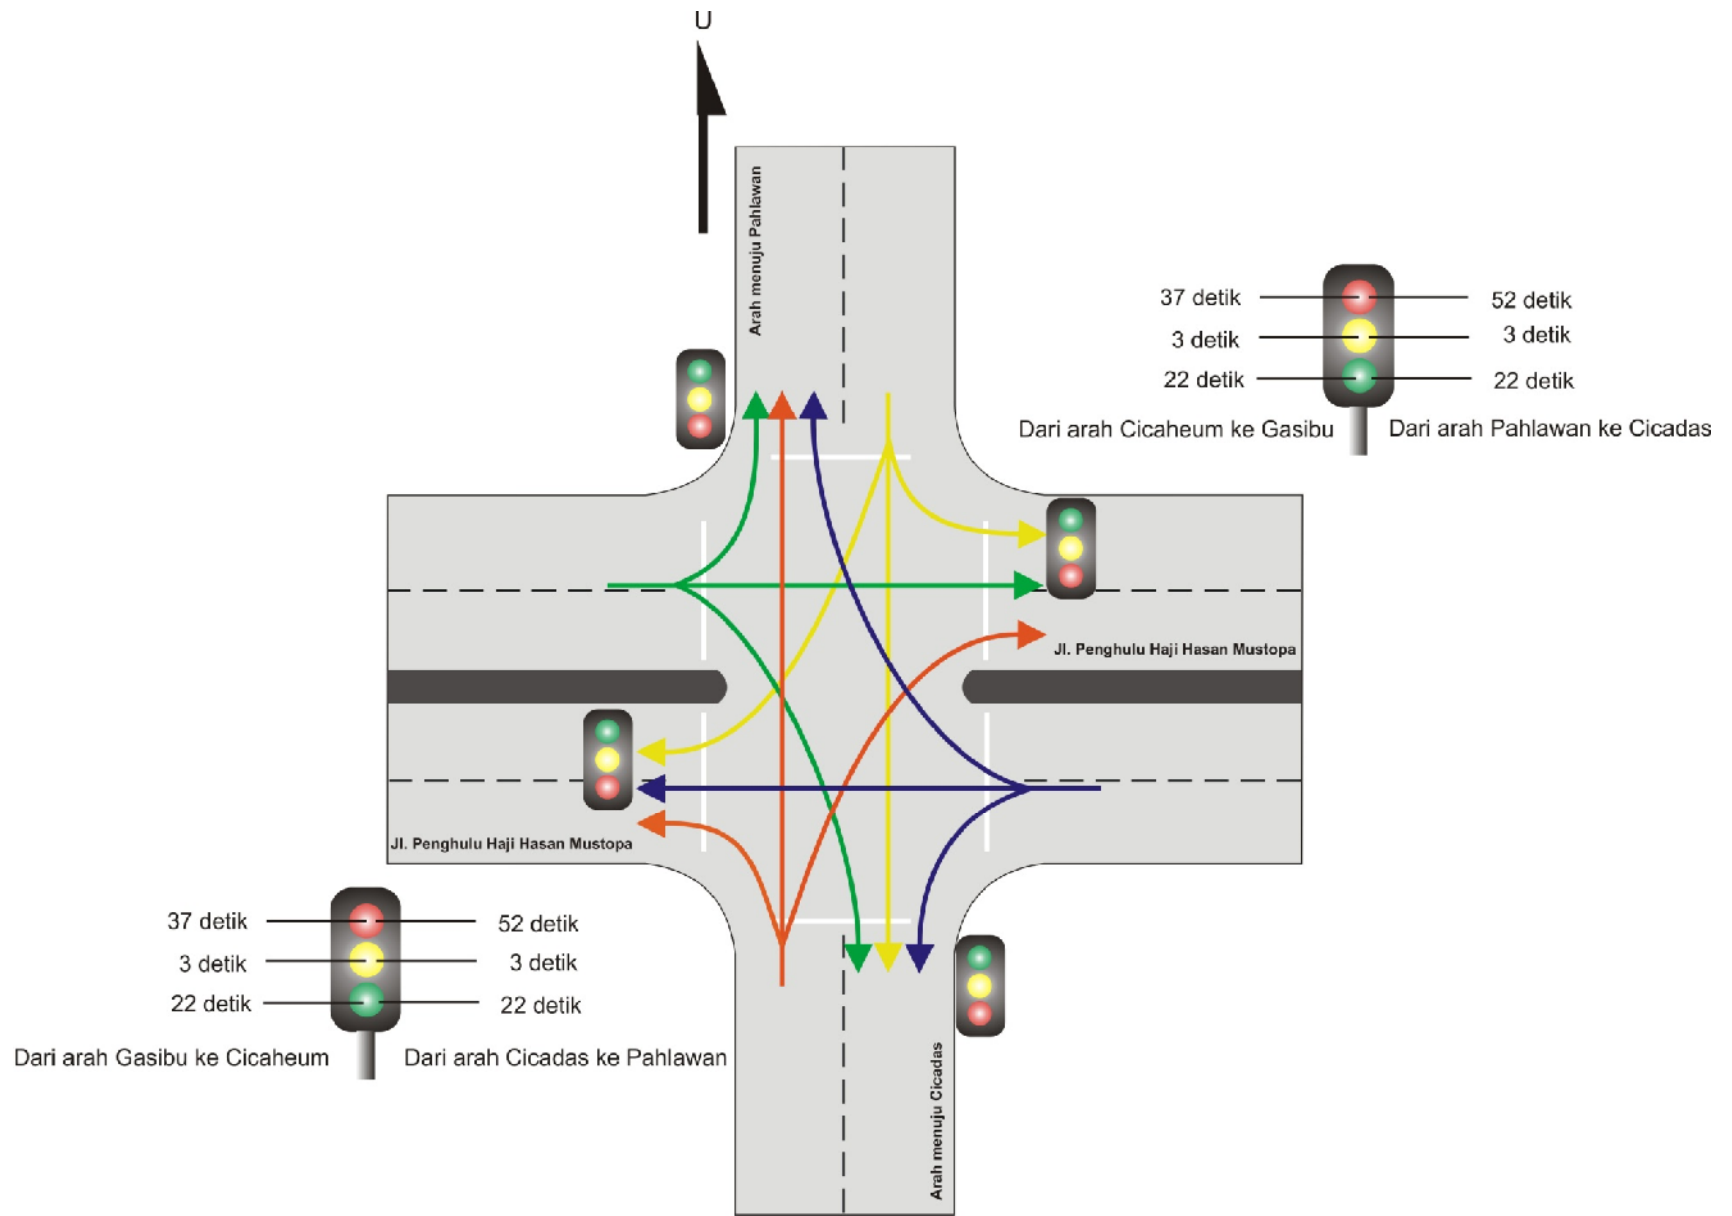 U
Arah menuju Pahlawan
37 detik
52 detik
3 detik
3 detik
22 detik
22 detik
Dari arah Cicaheum ke Gasibu
Dari arah Pahlawan ke Cicadas
Jl. Penghulu Haji Hasan Mustopa
Jl. Penghulu Haji Hasan Mustopa
37 detik
52 detik
3 detik
3 detik
22 detik
22 detik
Dari arah Gasibu ke Cicaheum
Dari arah Cicadas ke Pahlawan
Arah menuju Cicadas